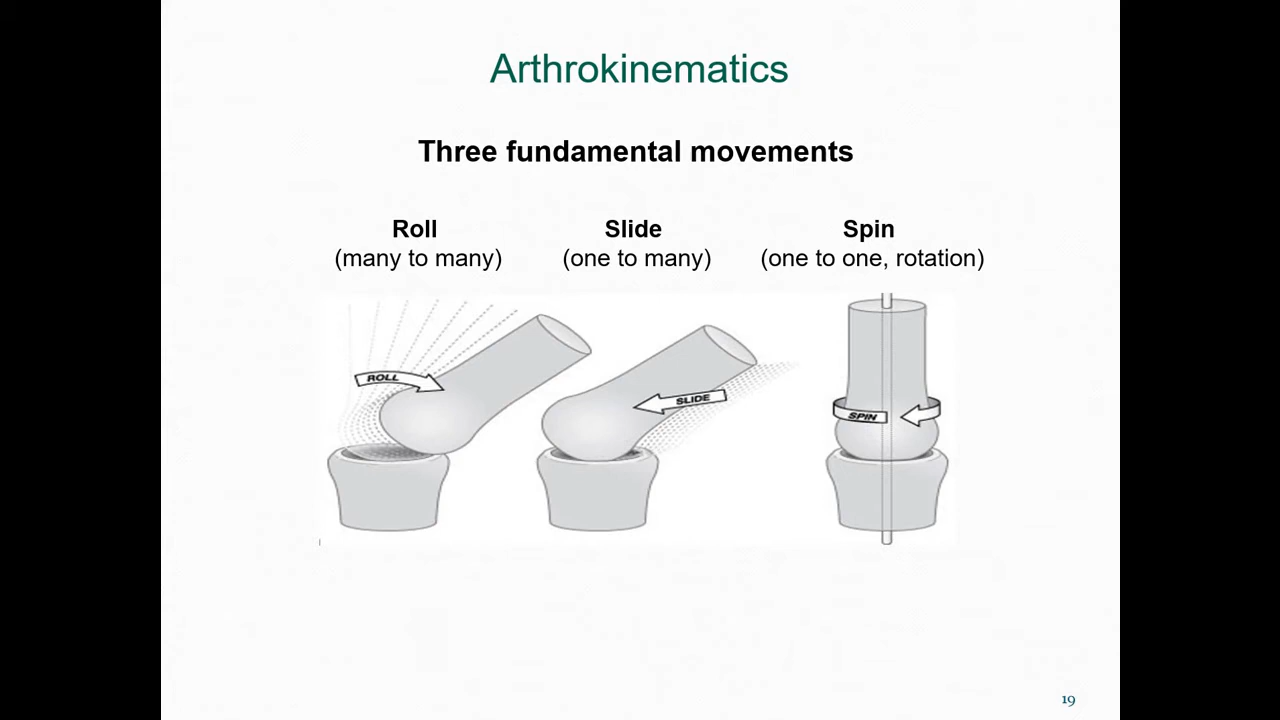 Arthrokinematics
Three fundamental movements
Roll
(many to many)
Slide
(one to many)
Spin
(one to one, rotation)
ROLL
SLIDE
SPIN
19